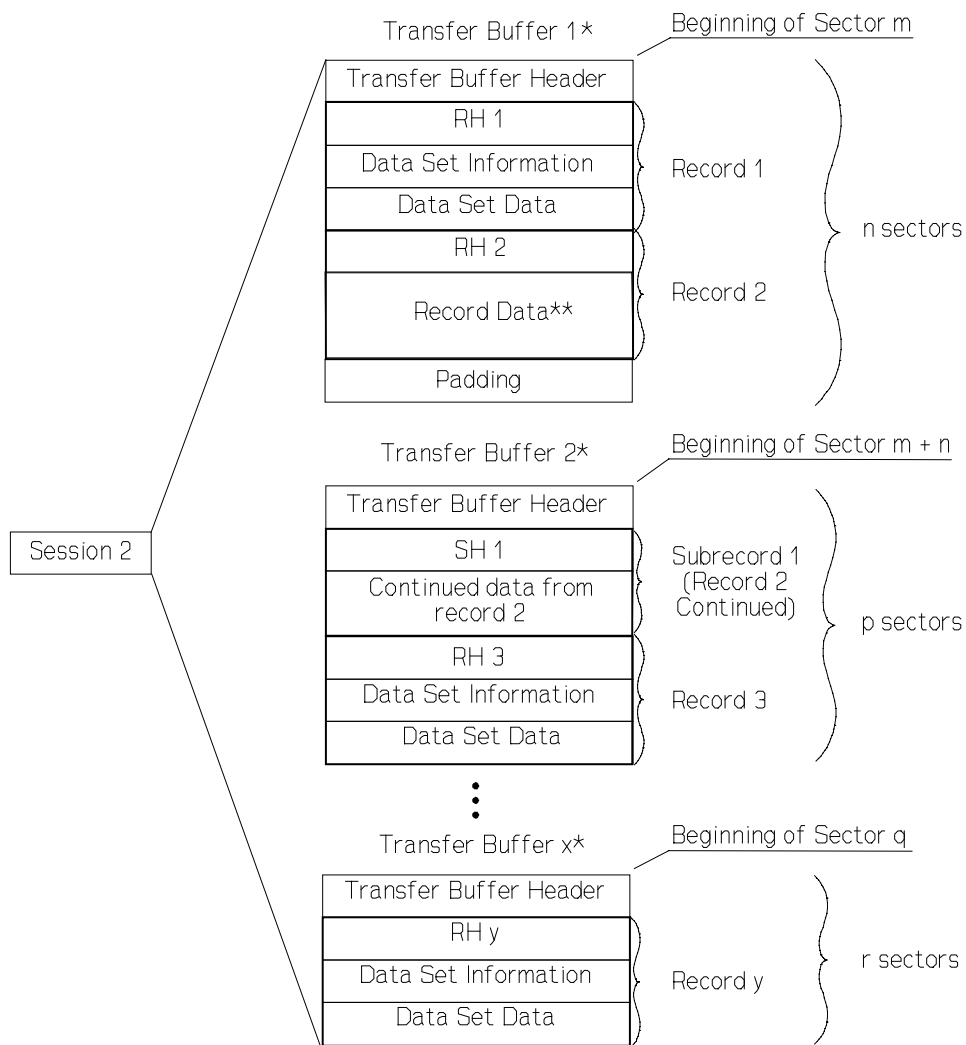 Transfer Buffer 1*
Beginning of Sector m
Transfer Buffer Header
RH 1
Data Set Information
Record 1
Data Set Data
n sectors
RH 2
Record 2
Record Data**
Padding
Transfer Buffer 2*
Beginning of Sector m + n
Transfer Buffer Header
Session 2
SH 1
Subrecord 1
(Record 2
Continued)
Continued data from
record 2
p sectors
RH 3
Data Set Information
Record 3
Data Set Data
Transfer Buffer x*
Beginning of Sector q
Transfer Buffer Header
RH y
Data Set Information
Record y
r sectors
Data Set Data